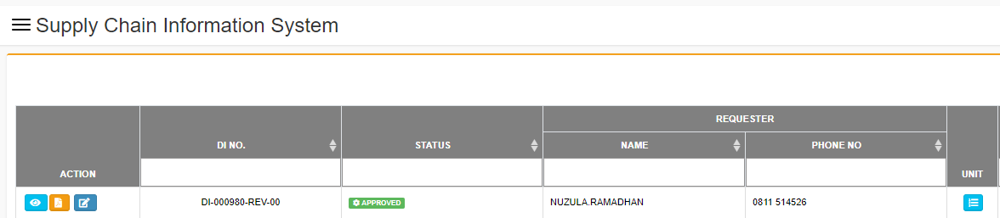 Supply Chain Information System
REQUESTER
DI NO. STATUS NAME PHONE NO
ACTION UNIT
DI-000980-REV-00 APPROVED NUZULA.RAMADHAN 0811 514526